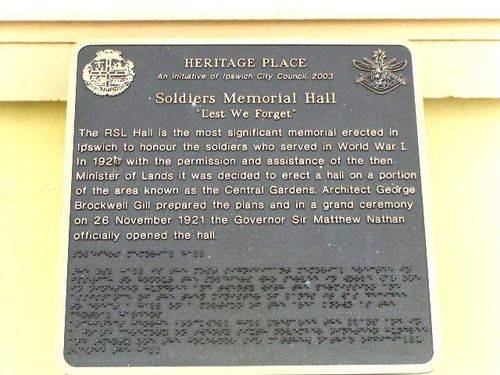 HERITAGE PLACE
An initiative of Ipswich City Council, 2003
Soldiers Memorial Hall
"Lest We Forget"
The RSL Hall is the most significant memorial erected in
Ipswich to honour the soldiers who served in World War I.
In with the permission and assistance of the then
Minister of Lands it was decided to erect a hall on a portion
of the area known as the Central Gardens. Architect George
Brockwell Gill prepared the plans and in a grand ceremony
on 26 November 1921 the Governor Sir Matthew Nathan
officially opened the hall.